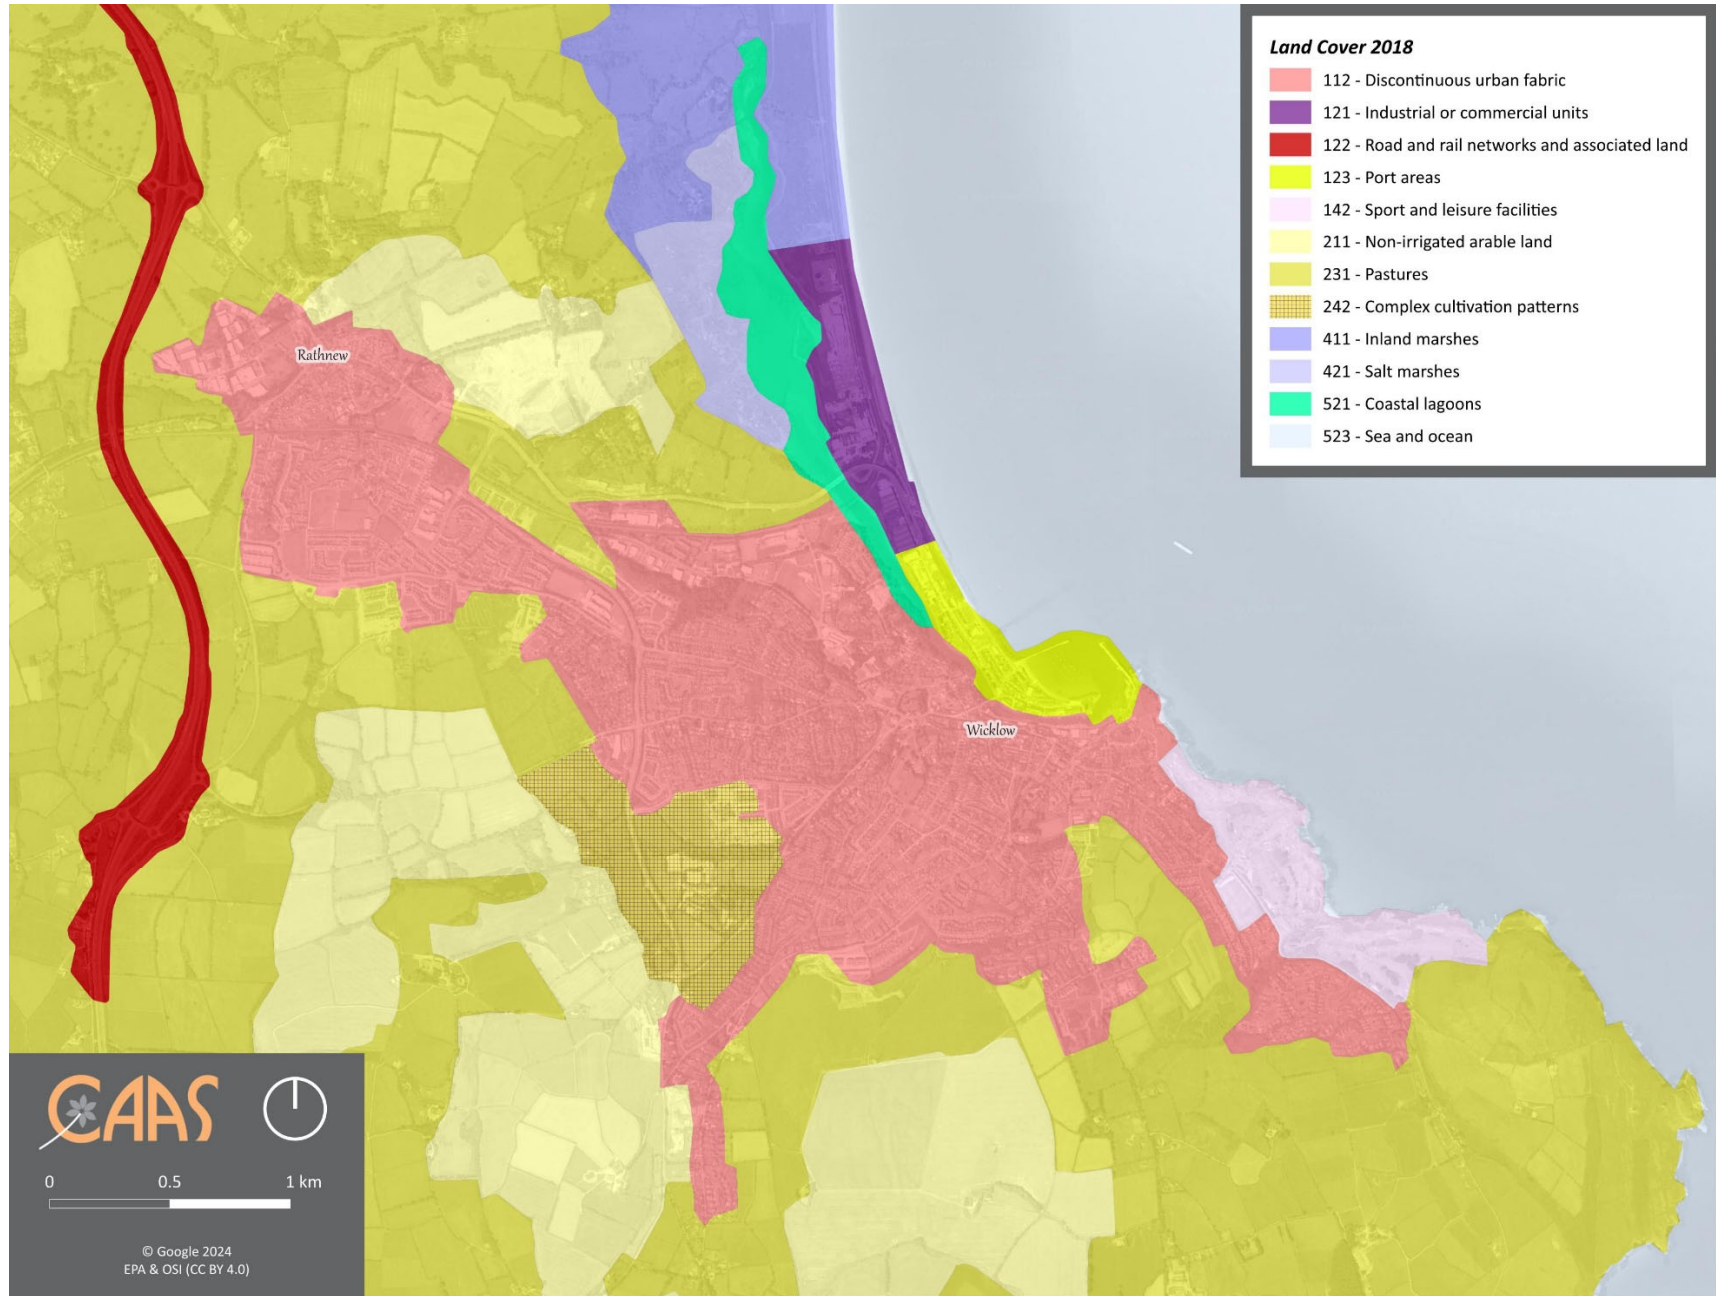 Land Cover 2018
112 - Discontinuous urban fabric
121 - Industrial or commercial units
122 - Road and rail networks and associated land
123 - Port areas
142 - Sport and leisure facilities
211 - Non-irrigated arable land
231 - Pastures
242 - Complex cultivation patterns
411 - Inland marshes
421 - Salt marshes
521 - Coastal lagoons
523 - Sea and ocean
Rathnew
Wicklow
CAAS
0 0.5 1 km
© Google 2024
EPA & OSI (CC BY 4.0)